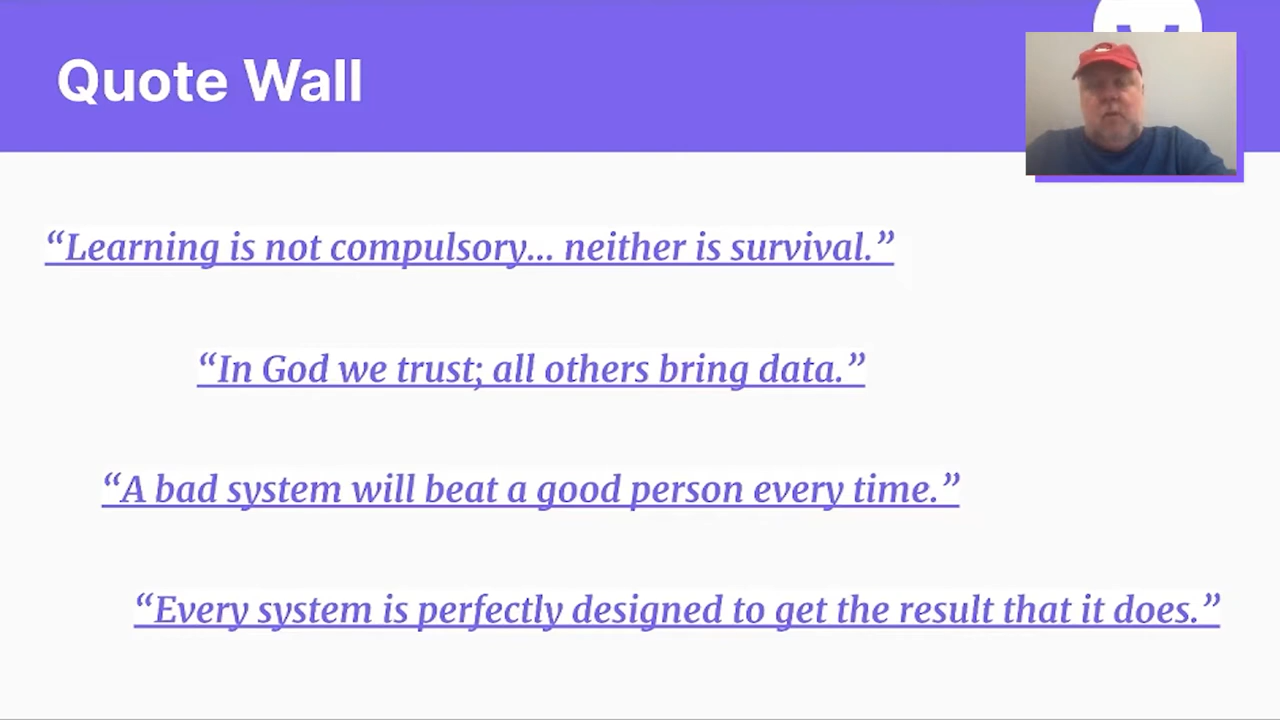 Quote Wall
“Learning is not compulsory... neither is survival.”
“In God we trust; all others bring data.”
“A bad system will beat a good person every time.”
“Every system is perfectly designed to get the result that it does.”